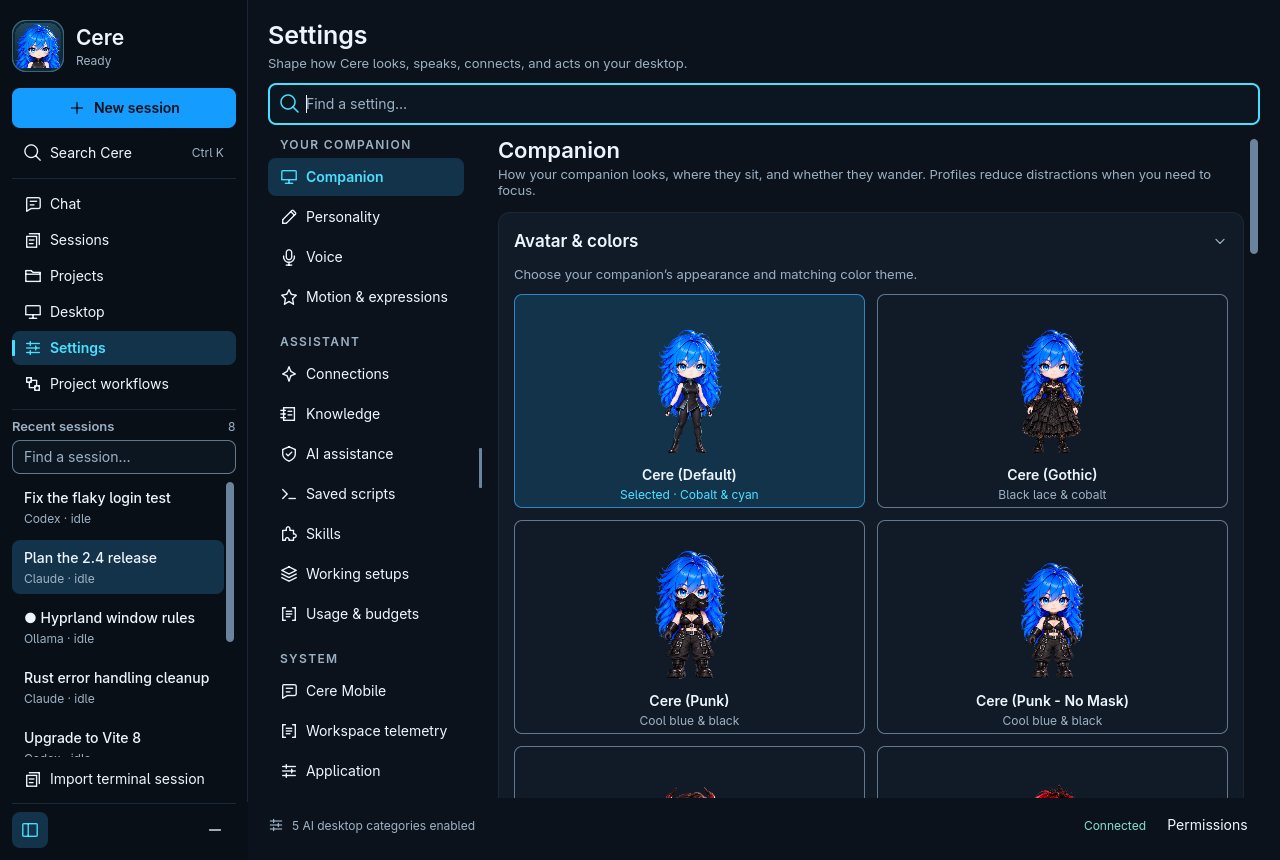 Cere
Ready
New session
Search Cere
Ctrl K
Chat
Sessions
Projects
Desktop
Settings
Project workflows
Recent sessions
8
Find a session...
Fix the flaky login test
Codex · idle
Plan the 2.4 release
Claude · idle
● Hyprland window rules
Ollama · idle
Rust error handling cleanup
Claude · idle
Upgrade to Vite 8
Codex · idle
Import terminal session
Settings
Shape how Cere looks, speaks, connects, and acts on your desktop.
Find a setting...
YOUR COMPANION
Companion
Personality
Voice
Motion & expressions
ASSISTANT
Connections
Knowledge
AI assistance
Saved scripts
Skills
Working setups
Usage & budgets
SYSTEM
Cere Mobile
Workspace telemetry
Application
Companion
How your companion looks, where they sit, and whether they wander. Profiles reduce distractions when you need to
focus.
Avatar & colors
Choose your companion’s appearance and matching color theme.
Cere (Default)
Selected · Cobalt & cyan
Cere (Gothic)
Black lace & cobalt
Cere (Punk)
Cool blue & black
Cere (Punk - No Mask)
Cool blue & black
5 AI desktop categories enabled
Connected
Permissions